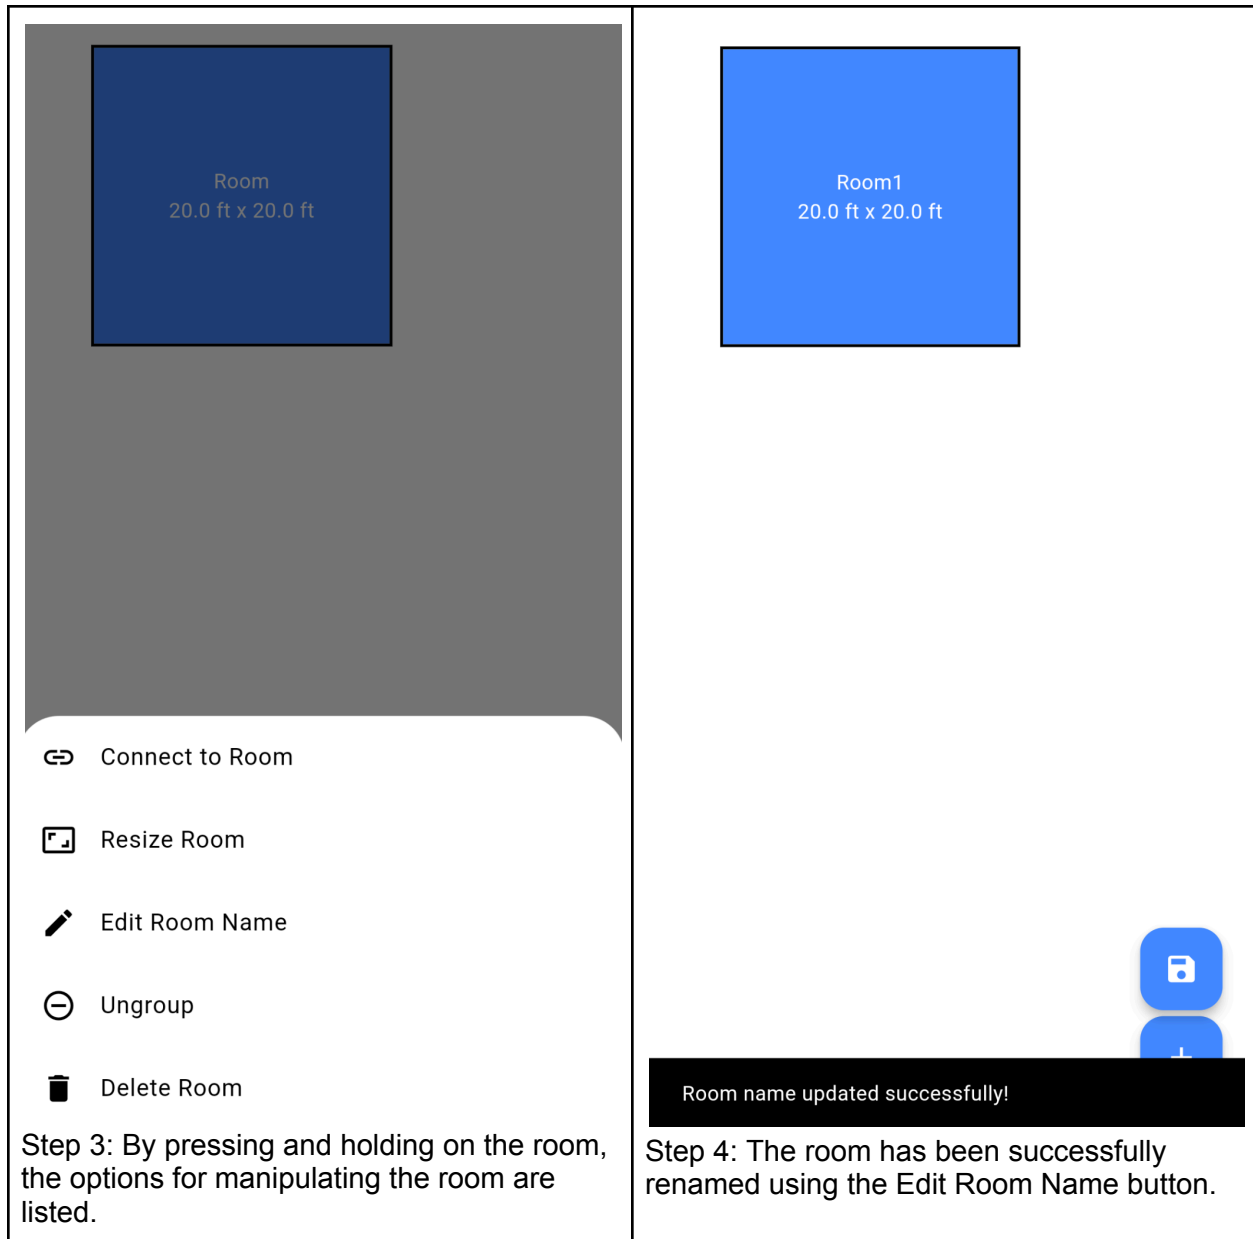 Room
20.0 ft x 20.0 ft
Connect to Room
Resize Room
Edit Room Name
Ungroup
Delete Room
Step 3: By pressing and holding on the room,
the options for manipulating the room are
listed.
Room1
20.0 ft x 20.0 ft
Room name updated successfully!
Step 4: The room has been successfully
renamed using the Edit Room Name button.